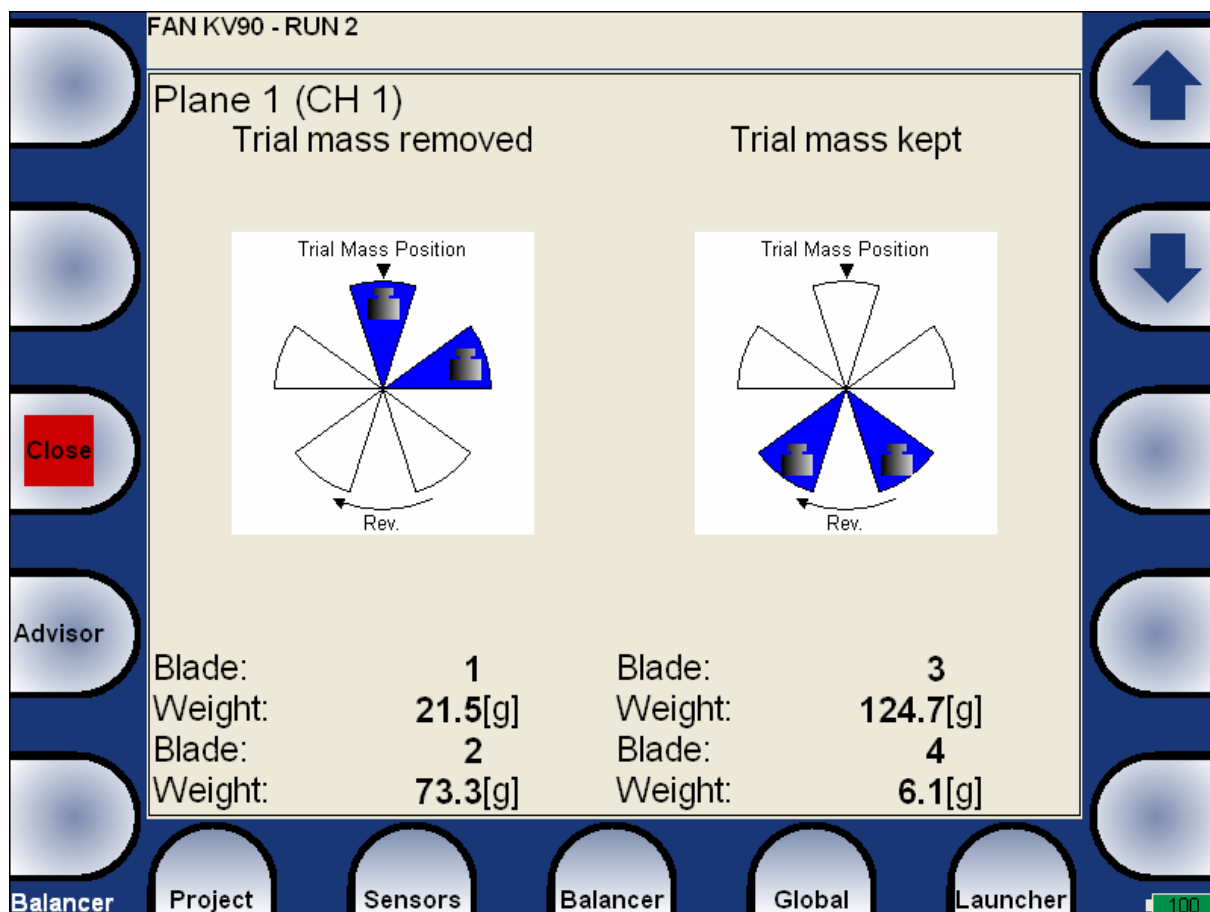 FAN KV90 - RUN 2
Plane 1 (CH 1)
Trial mass removed
Trial mass kept
Trial Mass Position
Rev.
Trial Mass Position
Rev.
Close
Advisor
Blade: 1
Weight: 21.5[g]
Blade: 2
Weight: 73.3[g]
Blade: 3
Weight: 124.7[g]
Blade: 4
Weight: 6.1[g]
Balancer
Project
Sensors
Balancer
Global
Launcher
100